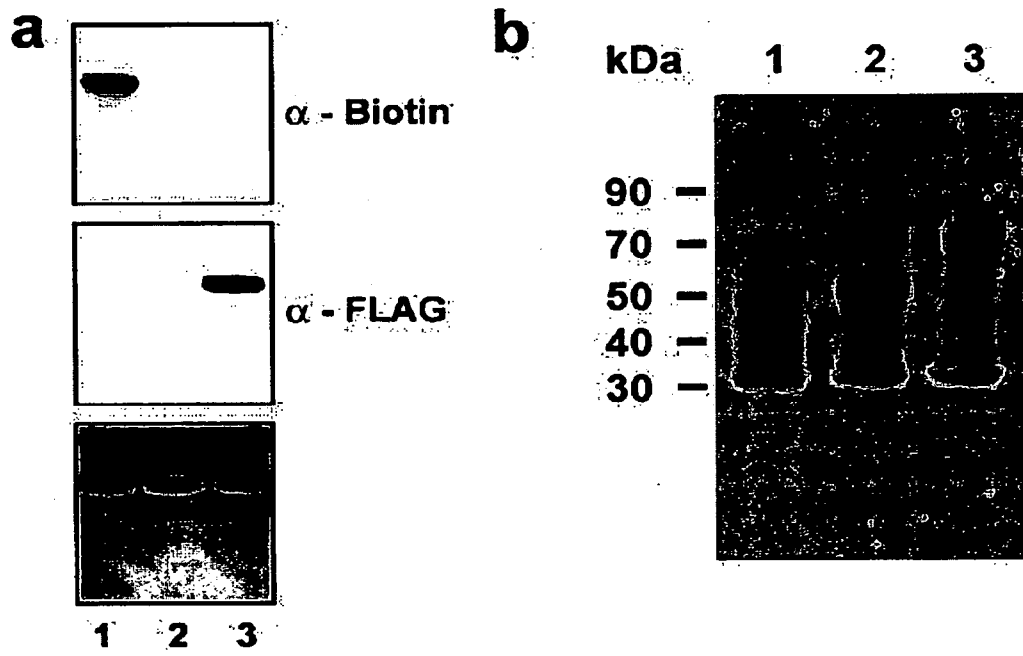 a
α - Biotin
α - FLAG
1 2 3
b
kDa 1 2 3
90
70
50
40
30